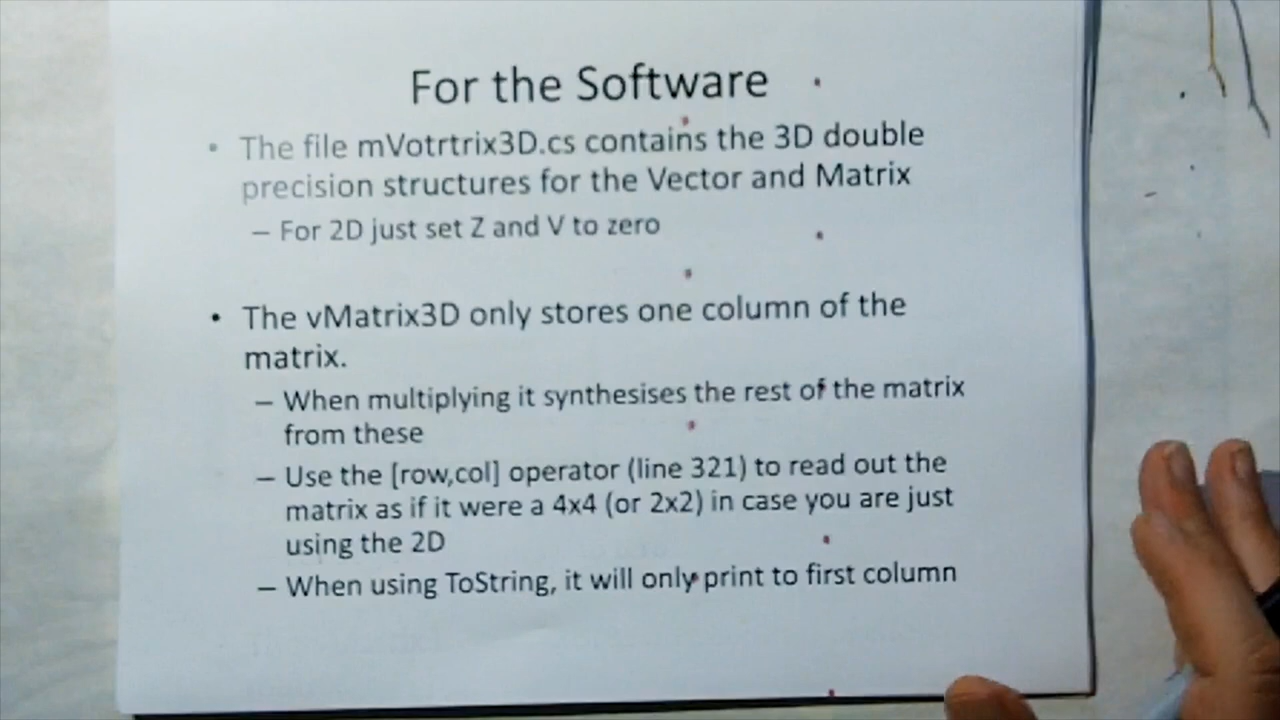 For the Software
• The file mVotrtrix3D.cs contains the 3D double
precision structures for the Vector and Matrix
– For 2D just set Z and V to zero
• The vMatrix3D only stores one column of the
matrix.
– When multiplying it synthesises the rest of the matrix
from these
– Use the [row,col] operator (line 321) to read out the
matrix as if it were a 4x4 (or 2x2) in case you are just
using the 2D
– When using ToString, it will only print to first column